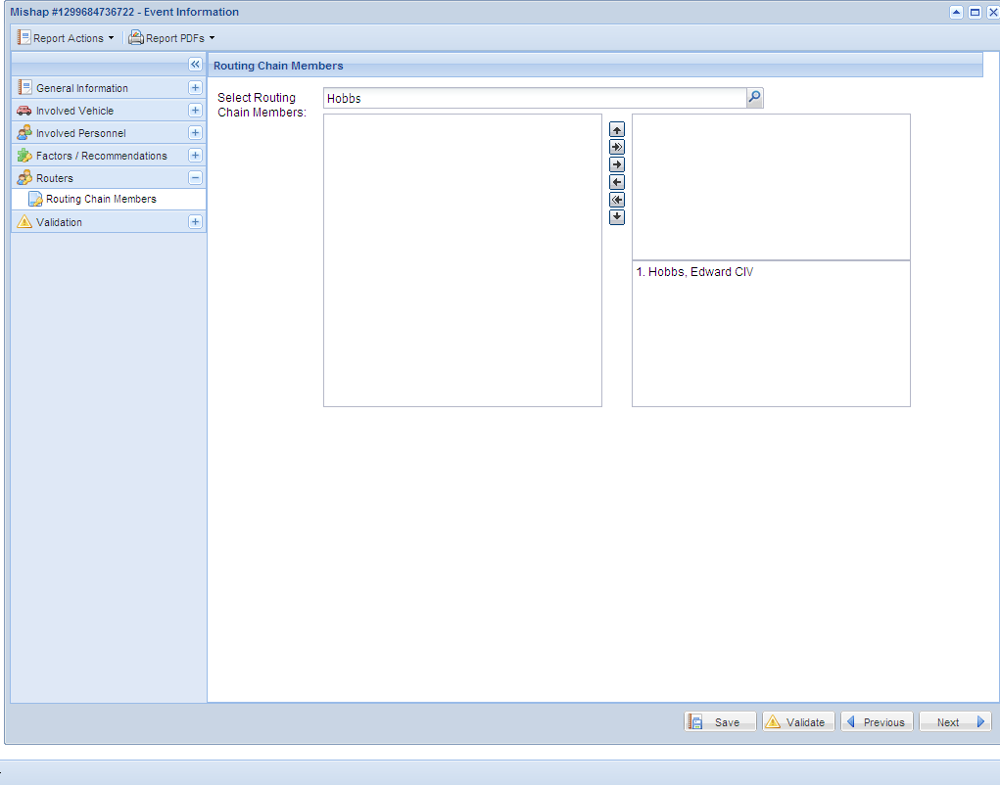 Mishap #1299684736722 - Event Information
Report Actions
Report PDFs
General Information
Involved Vehicle
Involved Personnel
Factors / Recommendations
Routers
Routing Chain Members
Validation
Routing Chain Members
Select Routing
Chain Members:
Hobbs
1. Hobbs, Edward CIV
Save
Validate
Previous
Next